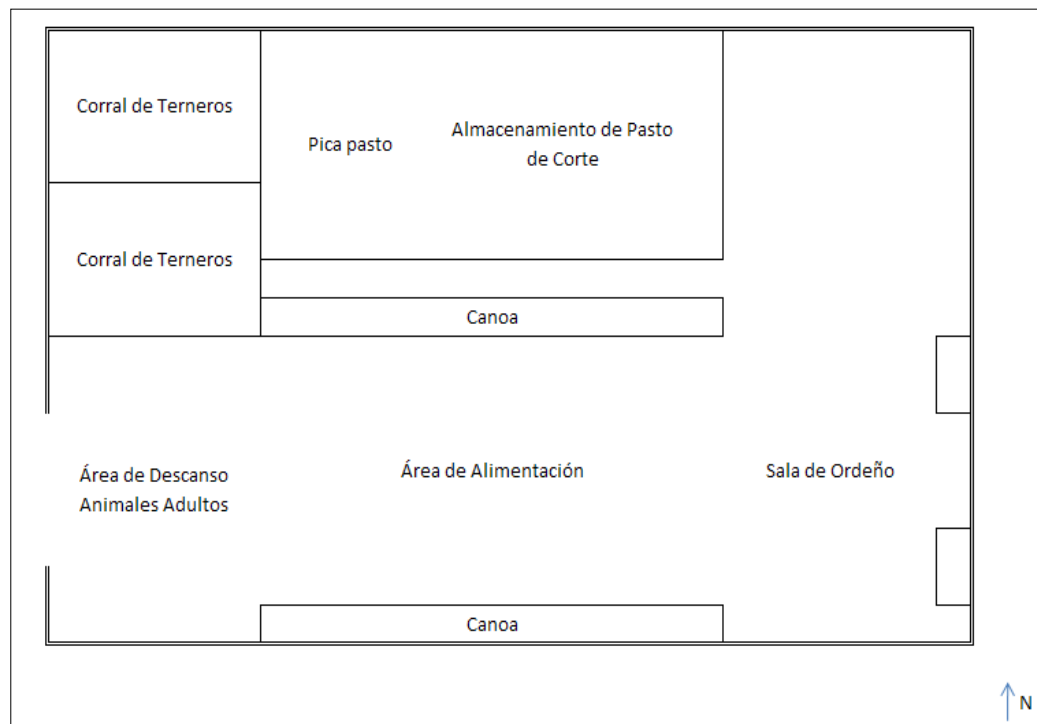 Corral de Terneros
Pica pasto
Almacenamiento de Pasto
de Corte
Corral de Terneros
Canoa
Área de Descanso
Animales Adultos
Área de Alimentación
Sala de Ordeño
Canoa
N